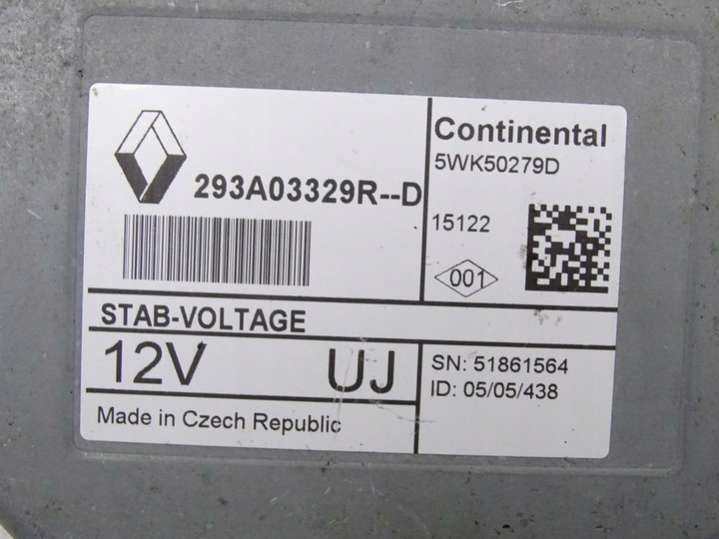 293A03329R--D
Continental
5WK50279D
15122
001
STAB-VOLTAGE
12V UJ
SN: 51861564
ID: 05/05/438
Made in Czech Republic